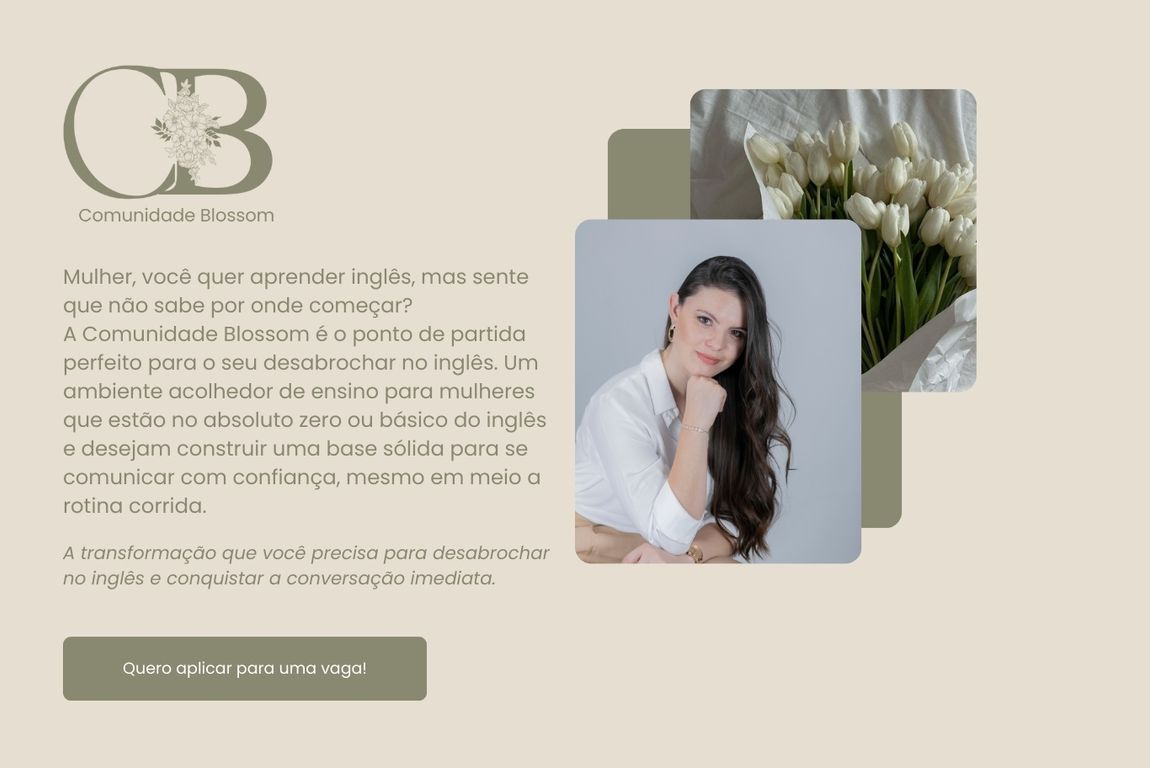 CB
Comunidade Blossom
Mulher, você quer aprender inglês, mas sente
que não sabe por onde começar?
A Comunidade Blossom é o ponto de partida
perfeito para o seu desabrochar no inglês. Um
ambiente acolhedor de ensino para mulheres
que estão no absoluto zero ou básico do inglês
e desejam construir uma base sólida para se
comunicar com confiança, mesmo em meio a
rotina corrida.
A transformação que você precisa para desabrochar
no inglês e conquistar a conversação imediata.
Quero aplicar para uma vaga!